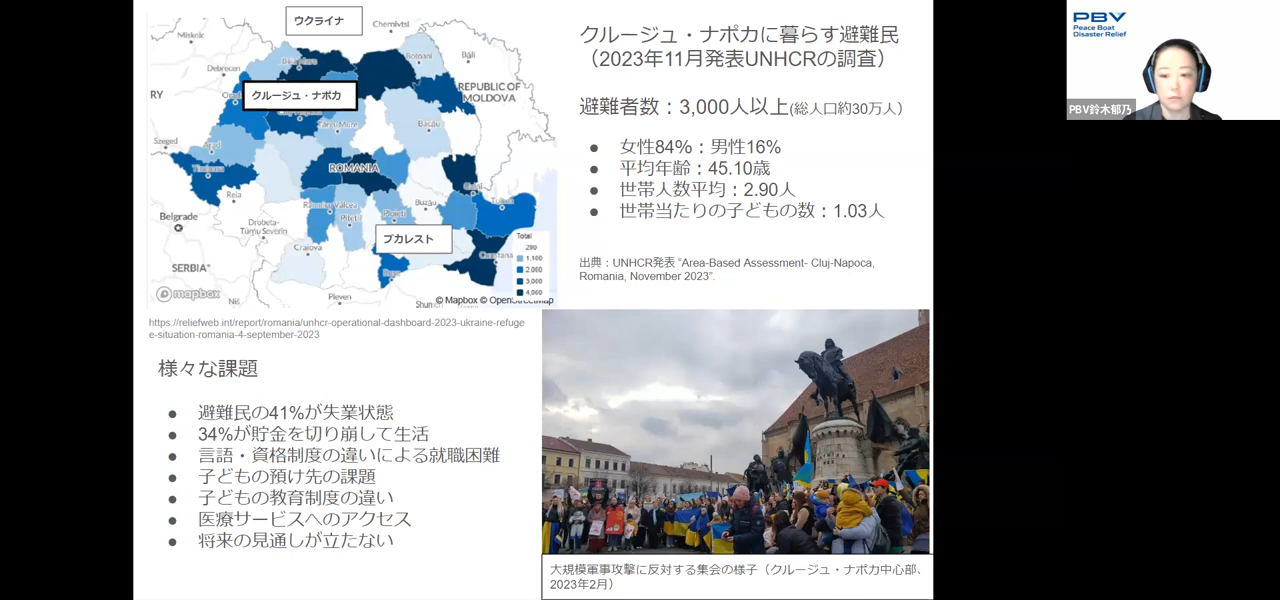 ウクライナ
Chernivtsi
Miskolc
Debrecen
Botoșani
Bălți
REPUBLIC OF
MOLDOVA
クルージュ・ナポカ
RY
Târgu Mureș
Bacău
Szeged
Arad
Timișoara
ROMANIA
Galați
Reșița
Râmnicu Vâlcea
Pitești
Ploiești
Buzău
Tulcea
Belgrade
Drobeta-
Turnu Severin
ブカレスト
Craiova
Constanța
SERBIA
Total
200
1,100
2,000
3,000
4,000
mapbox
Niš
Pleven
© Mapbox © OpenStreetMap
https://reliefweb.int/report/romania/unhcr-operational-dashboard-2023-ukraine-refuge
e-situation-romania-4-september-2023
クルージュ・ナポカに暮らす避難民
（2023年11月発表UNHCRの調査）
避難者数：3,000人以上(総人口約30万人）
● 女性84%：男性16%
● 平均年齢：45.10歳
● 世帯人数平均：2.90人
● 世帯当たりの子どもの数：1.03人
出典：UNHCR発表 “Area-Based Assessment- Cluj-Napoca,
Romania, November 2023”.
様々な課題
● 避難民の41%が失業状態
● 34%が貯金を切り崩して生活
● 言語・資格制度の違いによる就職困難
● 子どもの預け先の課題
● 子どもの教育制度の違い
● 医療サービスへのアクセス
● 将来の見通しが立たない
大規模軍事攻撃に反対する集会の様子（クルージュ・ナポカ中心部、
2023年2月）
PBV
Peace Boat
Disaster Relief
PBV鈴木郁乃